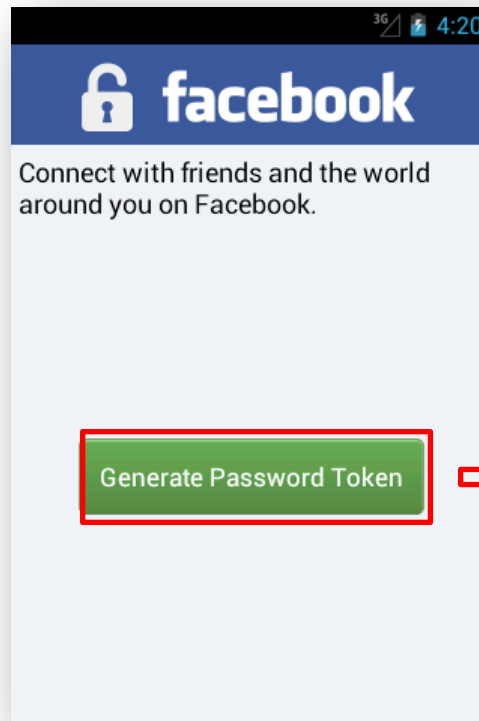 3G 4:20
facebook
Connect with friends and the world
around you on Facebook.
Generate Password Token